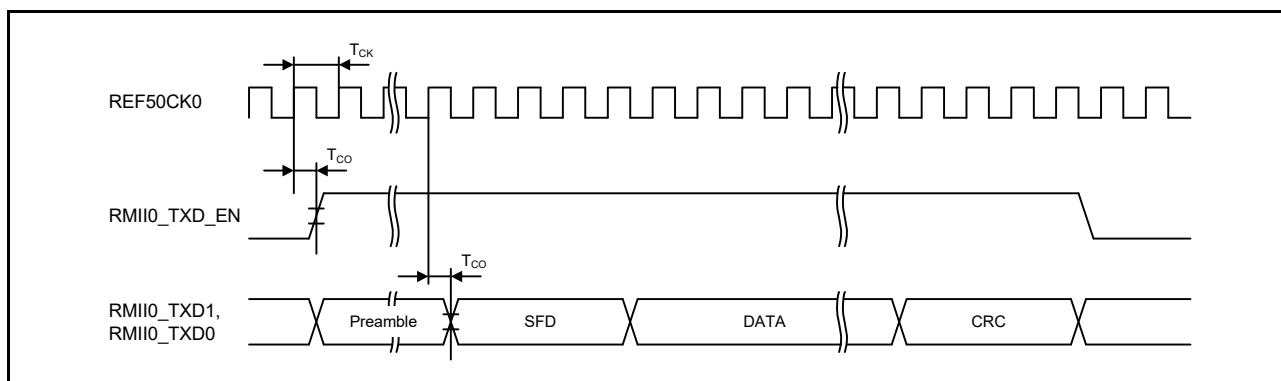 TCK
REF50CK0
TCO
RMII0_TXD_EN
TCO
RMII0_TXD1,
RMII0_TXD0
Preamble
SFD
DATA
CRC